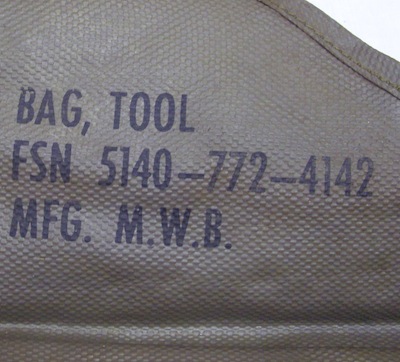 BAG, TOOL
FSN 5140-772-4142
MFG. M.W.B.